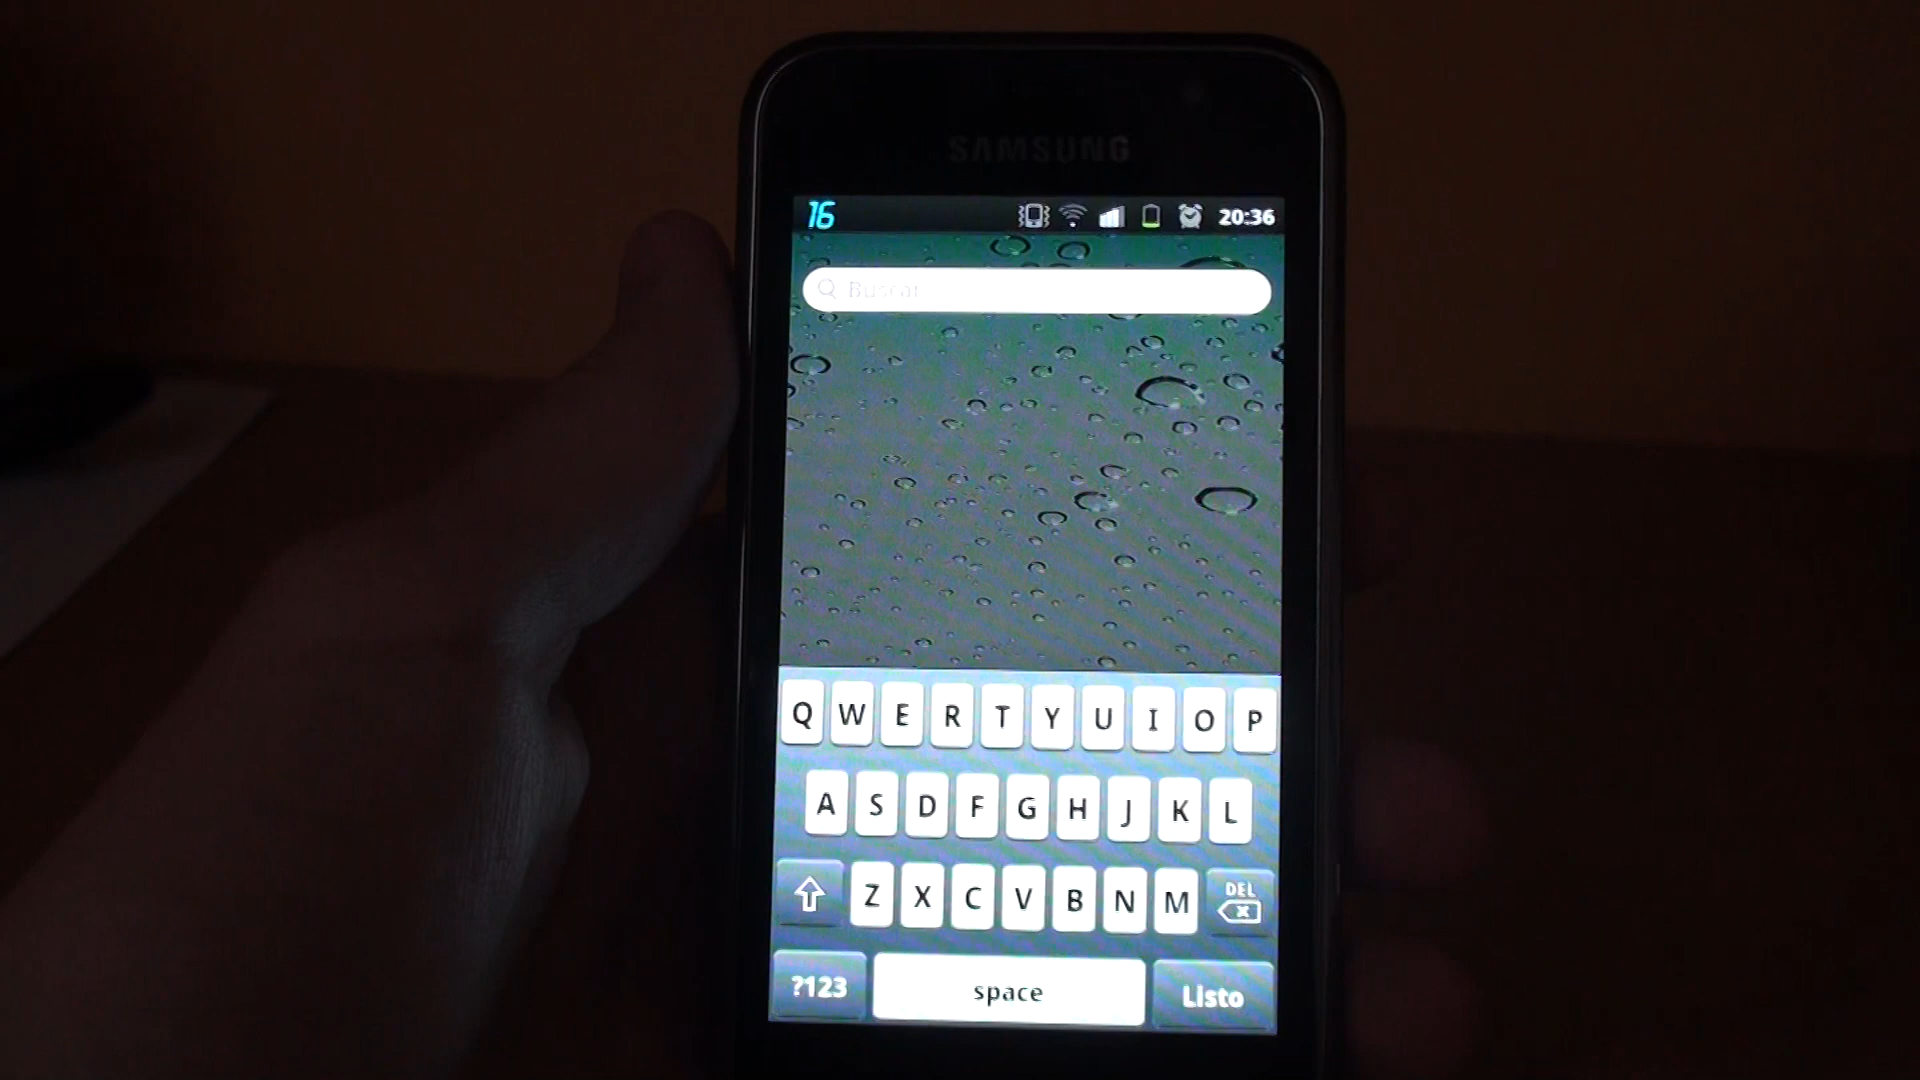 SAMSUNG
16 20:36
Buscar
Q W E R T Y U I O P
A S D F G H J K L
Z X C V B N M DEL
?123 space Listo